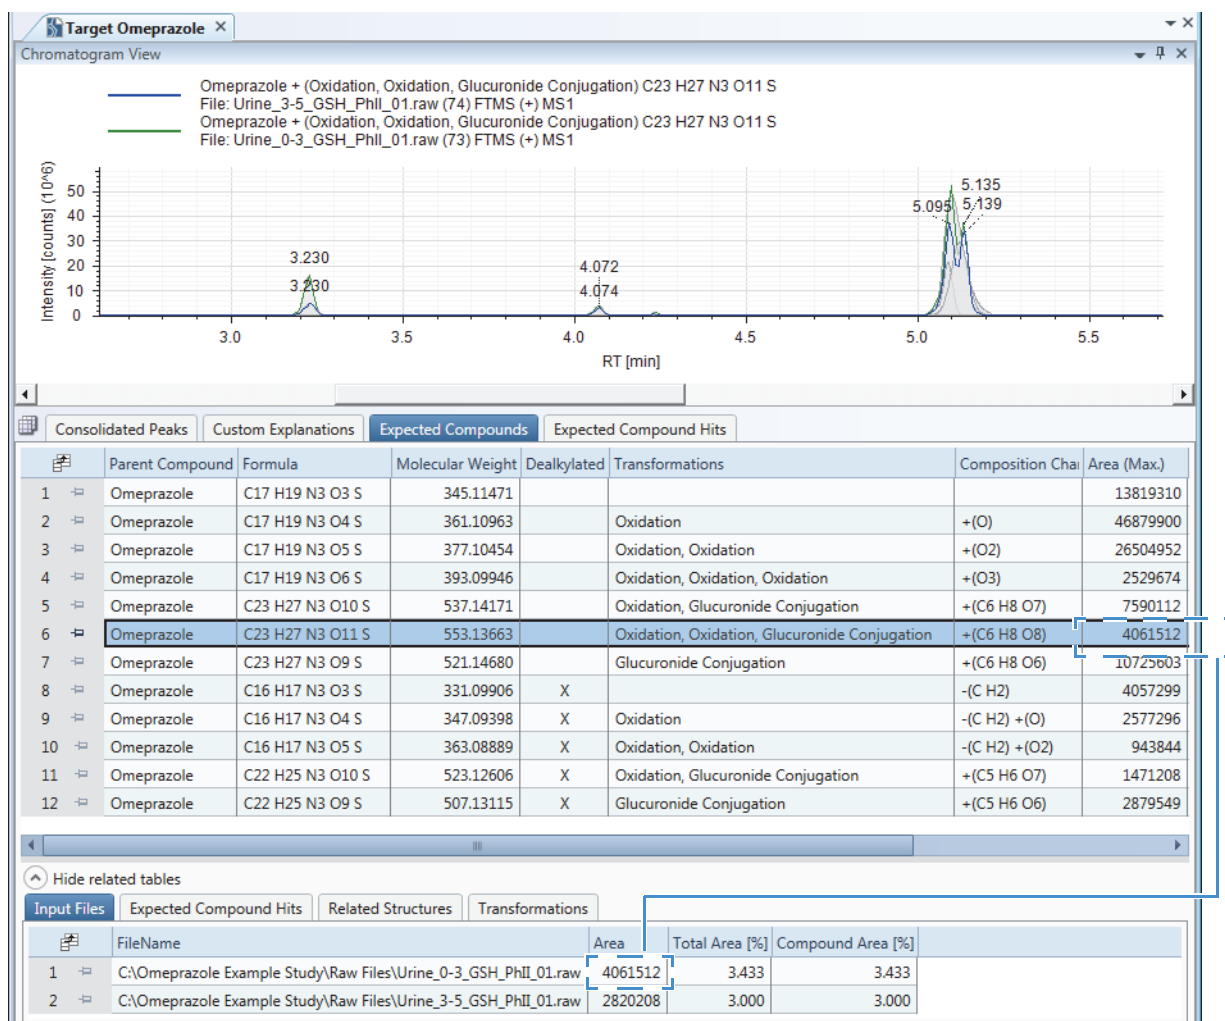 Target Omeprazole
Chromatogram View
Omeprazole + (Oxidation, Oxidation, Glucuronide Conjugation) C23 H27 N3 O11 S
File: Urine_3-5_GSH_PhII_01.raw (74) FTMS (+) MS1
Omeprazole + (Oxidation, Oxidation, Glucuronide Conjugation) C23 H27 N3 O11 S
File: Urine_0-3_GSH_PhII_01.raw (73) FTMS (+) MS1
Intensity [counts] (10^6)
50
40
30
20
10
0
3.230
3.230
4.072
4.074
5.135
5.095 5.139
3.0 3.5 4.0 4.5 5.0 5.5
RT [min]
Consolidated Peaks Custom Explanations Expected Compounds Expected Compound Hits
Parent Compound Formula Molecular Weight Dealkylated Transformations Composition Chai Area (Max.)
1 Omeprazole C17 H19 N3 O3 S 345.11471 13819310
2 Omeprazole C17 H19 N3 O4 S 361.10963 Oxidation +(O) 46879900
3 Omeprazole C17 H19 N3 O5 S 377.10454 Oxidation, Oxidation +(O2) 26504952
4 Omeprazole C17 H19 N3 O6 S 393.09946 Oxidation, Oxidation, Oxidation +(O3) 2529674
5 Omeprazole C23 H27 N3 O10 S 537.14171 Oxidation, Glucuronide Conjugation +(C6 H8 O7) 7590112
6 Omeprazole C23 H27 N3 O11 S 553.13663 Oxidation, Oxidation, Glucuronide Conjugation +(C6 H8 O8) 4061512
7 Omeprazole C23 H27 N3 O9 S 521.14680 Glucuronide Conjugation +(C6 H8 O6) 10725603
8 Omeprazole C16 H17 N3 O3 S 331.09906 X -(C H2) 4057299
9 Omeprazole C16 H17 N3 O4 S 347.09398 X Oxidation -(C H2) +(O) 2577296
10 Omeprazole C16 H17 N3 O5 S 363.08889 X Oxidation, Oxidation -(C H2) +(O2) 943844
11 Omeprazole C22 H25 N3 O10 S 523.12606 X Oxidation, Glucuronide Conjugation +(C5 H6 O7) 1471208
12 Omeprazole C22 H25 N3 O9 S 507.13115 X Glucuronide Conjugation +(C5 H6 O6) 2879549
Hide related tables
Input Files Expected Compound Hits Related Structures Transformations
FileName Area Total Area [%] Compound Area [%]
1 C:\Omeprazole Example Study\Raw Files\Urine_0-3_GSH_PhII_01.raw 4061512 3.433 3.433
2 C:\Omeprazole Example Study\Raw Files\Urine_3-5_GSH_PhII_01.raw 2820208 3.000 3.000